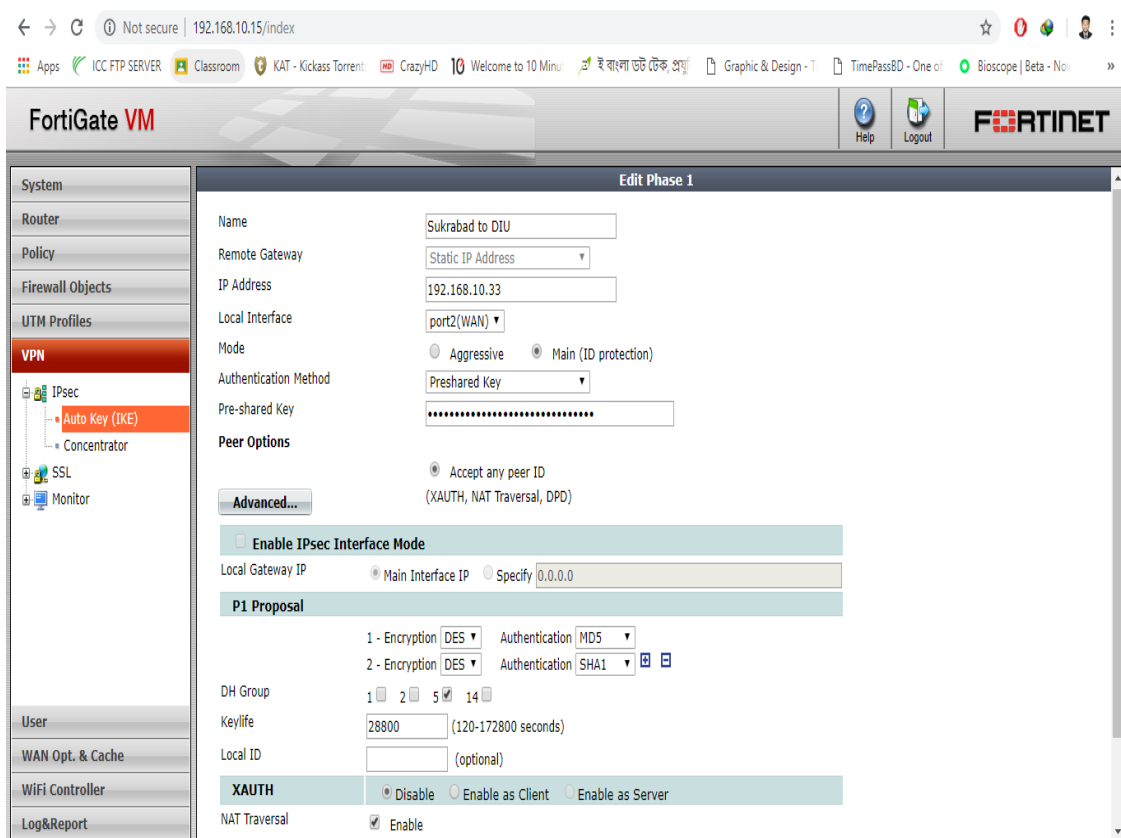 Not secure | 192.168.10.15/index
Apps ICC FTP SERVER Classroom KAT - Kickass Torrent: HD CrazyHD 10 Welcome to 10 Minu ই বাংলা ডট টেক, Graphic & Design - T TimePassBD - One of Bioscope | Beta - No »
FortiGate VM
Help
Logout
FORTINET
System
Router
Policy
Firewall Objects
UTM Profiles
VPN
IPsec
Auto Key (IKE)
Concentrator
SSL
Monitor
User
WAN Opt. & Cache
WiFi Controller
Log&Report
Edit Phase 1
Name Sukrabad to DIU
Remote Gateway Static IP Address
IP Address 192.168.10.33
Local Interface port2(WAN)
Mode Aggressive Main (ID protection)
Authentication Method Preshared Key
Pre-shared Key ••••••••••••••••••••••••••••••••
Peer Options
Accept any peer ID
Advanced... (XAUTH, NAT Traversal, DPD)
Enable IPsec Interface Mode
Local Gateway IP Main Interface IP Specify 0.0.0.0
P1 Proposal
1 - Encryption DES Authentication MD5
2 - Encryption DES Authentication SHA1
DH Group 1 2 5 14
Keylife 28800 (120-172800 seconds)
Local ID (optional)
XAUTH Disable Enable as Client Enable as Server
NAT Traversal Enable